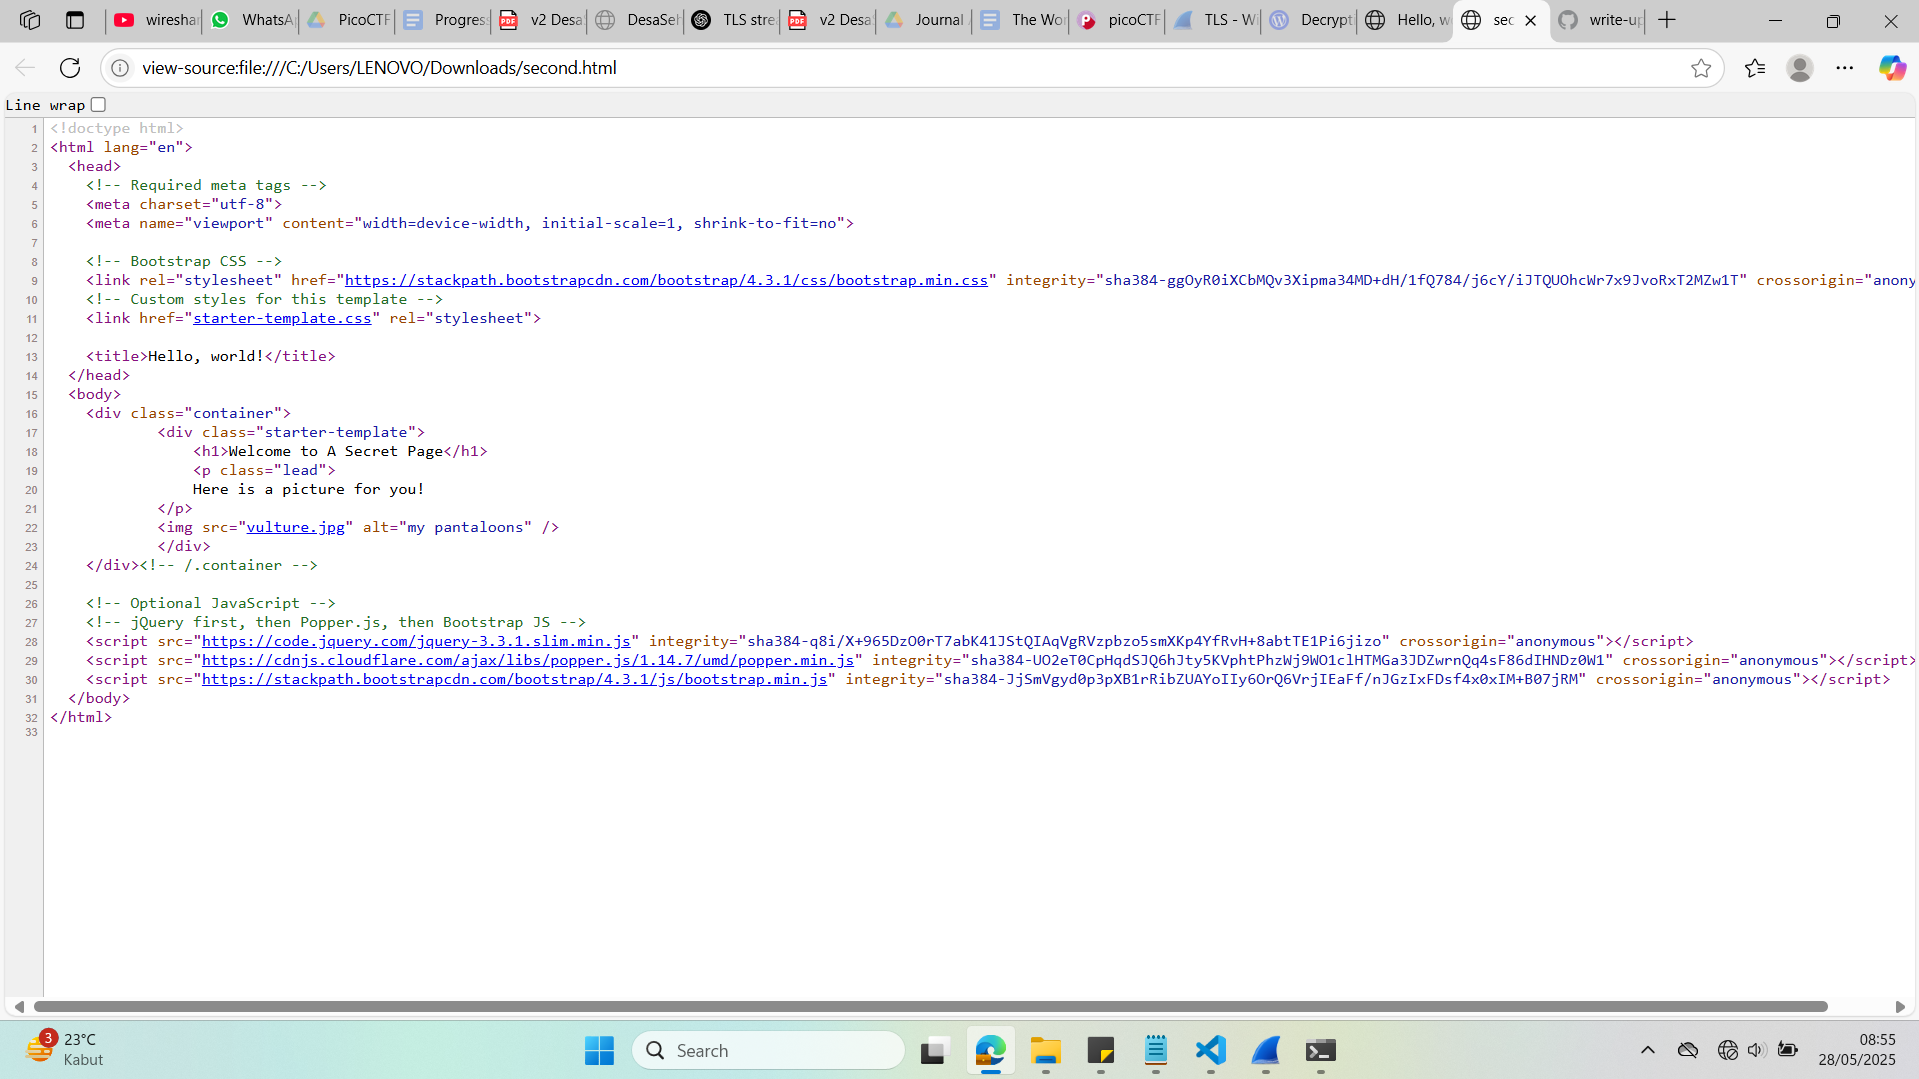 wireshar
WhatsA
PicoCTF
Progress
v2 Desa
DesaSeh
TLS stre
v2 Desa
Journal
The Wor
picoCTF
TLS - Wi
Decrypt
Hello, w
sec
write-up
view-source:file:///C:/Users/LENOVO/Downloads/second.html
Line wrap
1 <!doctype html>
2 <html lang="en">
3 <head>
4 <!-- Required meta tags -->
5 <meta charset="utf-8">
6 <meta name="viewport" content="width=device-width, initial-scale=1, shrink-to-fit=no">
7
8 <!-- Bootstrap CSS -->
9 <link rel="stylesheet" href="https://stackpath.bootstrapcdn.com/bootstrap/4.3.1/css/bootstrap.min.css" integrity="sha384-ggOyR0iXCbMQv3Xipma34MD+dH/1fQ784/j6cY/iJTQUOhcWr7x9JvoRxT2MZw1T" crossorigin="anony
10 <!-- Custom styles for this template -->
11 <link href="starter-template.css" rel="stylesheet">
12
13 <title>Hello, world!</title>
14 </head>
15 <body>
16 <div class="container">
17 <div class="starter-template">
18 <h1>Welcome to A Secret Page</h1>
19 <p class="lead">
20 Here is a picture for you!
21 </p>
22 <img src="vulture.jpg" alt="my pantaloons" />
23 </div>
24 </div><!-- /.container -->
25
26 <!-- Optional JavaScript -->
27 <!-- jQuery first, then Popper.js, then Bootstrap JS -->
28 <script src="https://code.jquery.com/jquery-3.3.1.slim.min.js" integrity="sha384-q8i/X+965DzO0rT7abK41JStQIAqVgRVzpbzo5smXKp4YfRvH+8abtTE1Pi6jizo" crossorigin="anonymous"></script>
29 <script src="https://cdnjs.cloudflare.com/ajax/libs/popper.js/1.14.7/umd/popper.min.js" integrity="sha384-UO2eT0CpHqdSJQ6hJty5KVphtPhzWj9WO1clHTMGa3JDZwrnQq4sF86dIHNDz0W1" crossorigin="anonymous"></script>
30 <script src="https://stackpath.bootstrapcdn.com/bootstrap/4.3.1/js/bootstrap.min.js" integrity="sha384-JjSmVgyd0p3pXB1rRibZUAYoIIy6OrQ6VrjIEaFf/nJGzIxFDsf4x0xIM+B07jRM" crossorigin="anonymous"></script>
31 </body>
32 </html>
33
3
23°C
Kabut
Search
08:55
28/05/2025